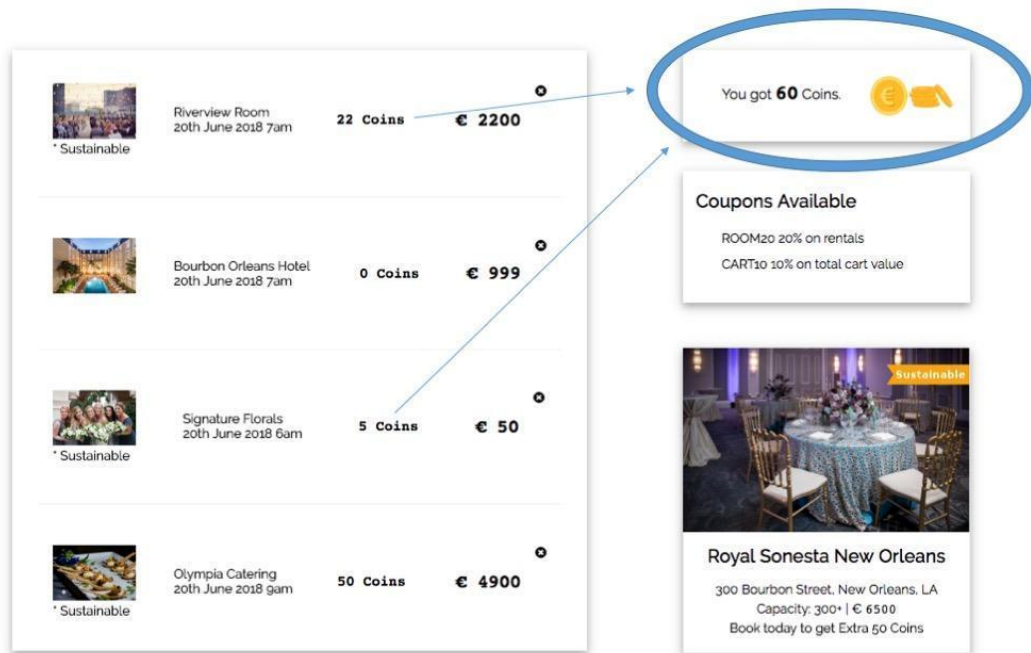 Riverview Room
20th June 2018 7am
22 Coins
€ 2200
* Sustainable
Bourbon Orleans Hotel
20th June 2018 7am
0 Coins
€ 999
Signature Florals
20th June 2018 6am
5 Coins
€ 50
* Sustainable
Olympia Catering
20th June 2018 9am
50 Coins
€ 4900
* Sustainable
You got 60 Coins.
€
Coupons Available
ROOM20 20% on rentals
CART10 10% on total cart value
Sustainable
Royal Sonesta New Orleans
300 Bourbon Street, New Orleans, LA
Capacity: 300+ | € 6500
Book today to get Extra 50 Coins